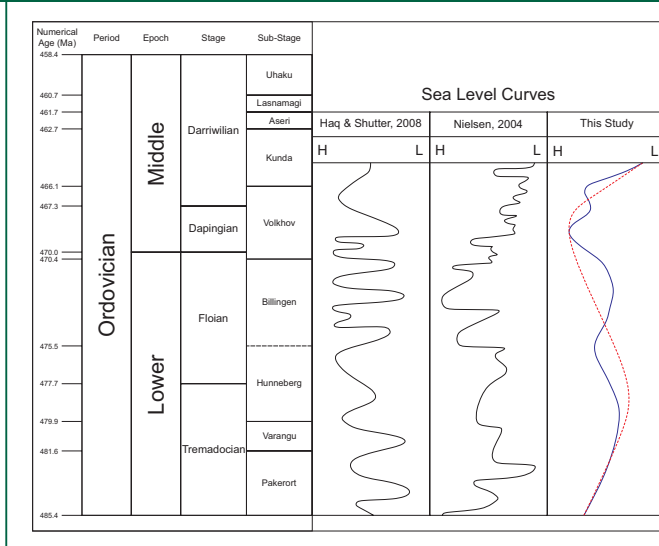 Numerical
Age (Ma)
Period
Epoch
Stage
Sub-Stage
458.4
460.7
461.7
462.7
466.1
467.3
470.0
470.4
475.5
477.7
479.9
481.6
485.4
Ordovician
Middle
Lower
Darriwilian
Dapingian
Floian
Tremadocian
Uhaku
Lasnamagi
Aseri
Kunda
Volkhov
Billingen
Hunneberg
Varangu
Pakerort
Sea Level Curves
Haq & Shutter, 2008
Nielsen, 2004
This Study
H L
H L
H L